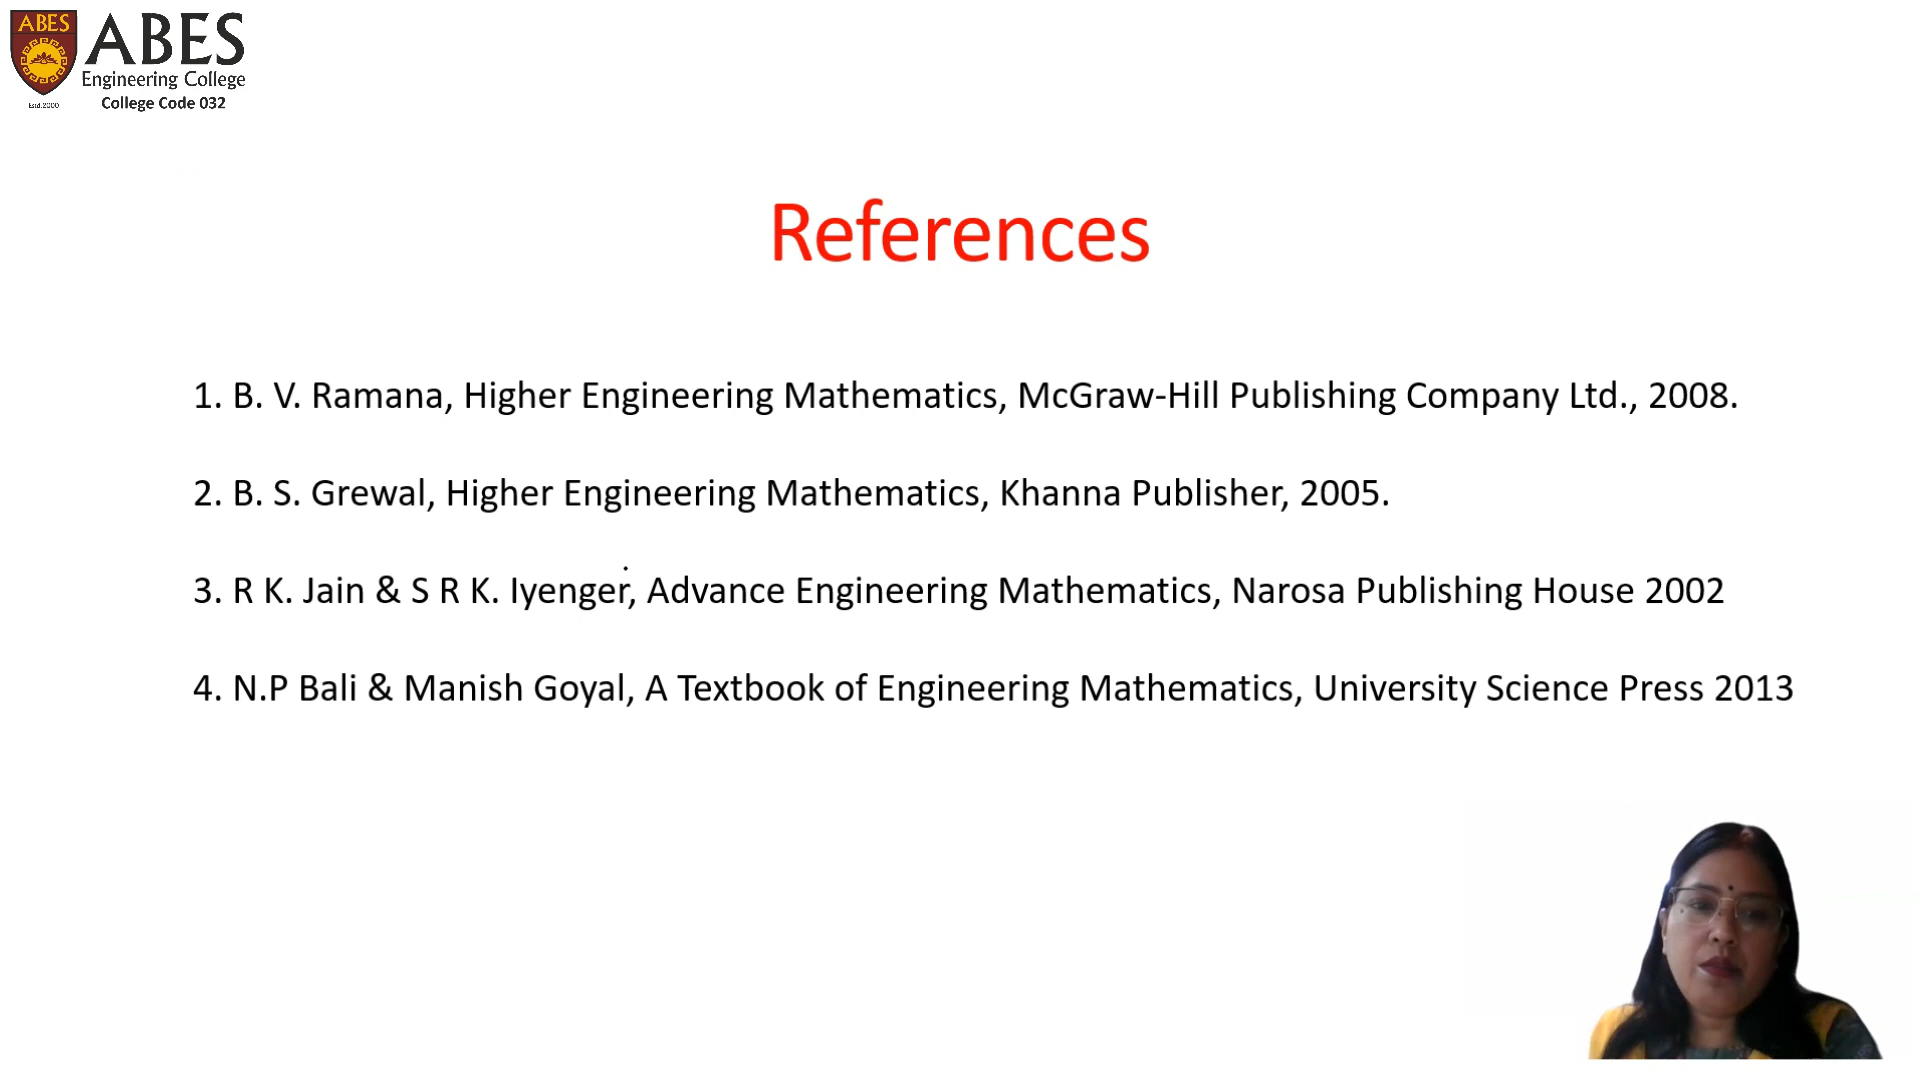 ABES
ABES
Engineering College
Estd.2000
College Code 032
References
1. B. V. Ramana, Higher Engineering Mathematics, McGraw-Hill Publishing Company Ltd., 2008.
2. B. S. Grewal, Higher Engineering Mathematics, Khanna Publisher, 2005.
3. R K. Jain & S R K. Iyenger, Advance Engineering Mathematics, Narosa Publishing House 2002
4. N.P Bali & Manish Goyal, A Textbook of Engineering Mathematics, University Science Press 2013